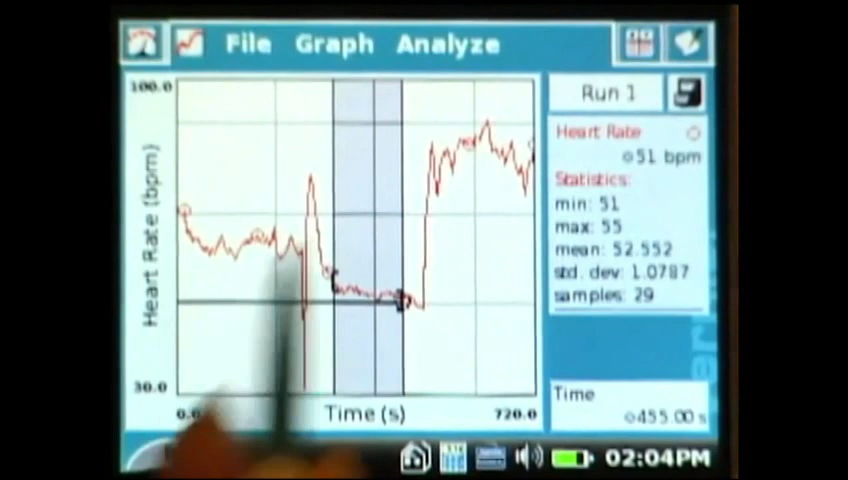 File Graph Analyze
100.0
Heart Rate (bpm)
30.0
Time (s)
720.0
Run 1
Heart Rate
51 bpm
Statistics:
min: 51
max: 55
mean: 52.552
std. dev: 1.0787
samples: 29
Time
455.00 s
02:04PM